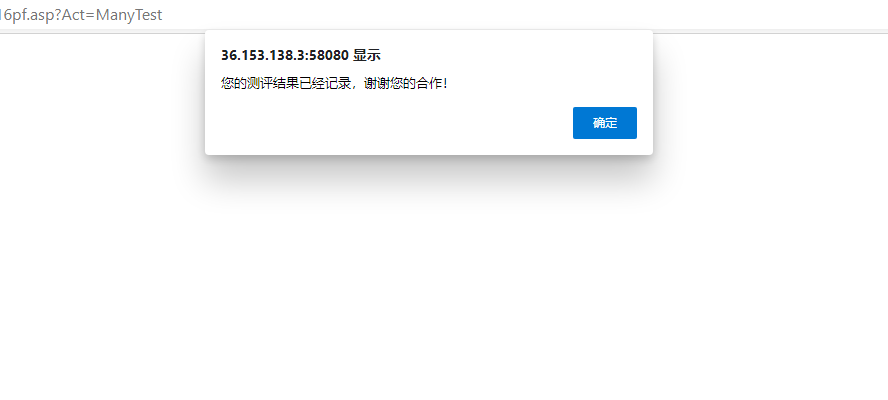 16pf.asp?Act=ManyTest
36.153.138.3:58080 显示
您的测评结果已经记录，谢谢您的合作！
确定